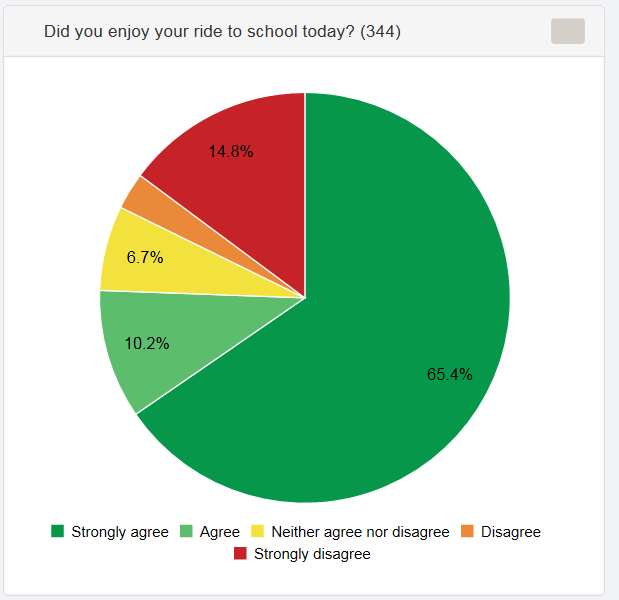 Did you enjoy your ride to school today? (344)
14.8%
6.7%
10.2%
65.4%
Strongly agree Agree Neither agree nor disagree Disagree
Strongly disagree